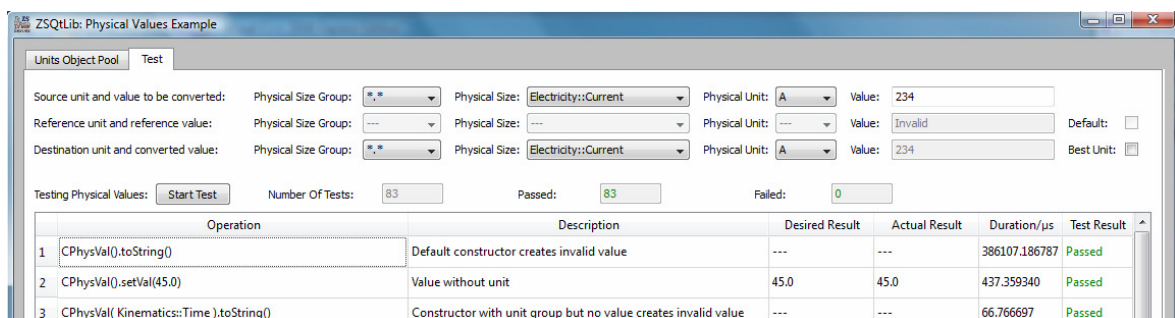 ZSQtLib: Physical Values Example
Units Object Pool Test
Source unit and value to be converted: Physical Size Group: *.* Physical Size: Electricity::Current Physical Unit: A Value: 234
Reference unit and reference value: Physical Size Group: --- Physical Size: --- Physical Unit: --- Value: Invalid Default:
Destination unit and converted value: Physical Size Group: *.* Physical Size: Electricity::Current Physical Unit: A Value: 234 Best Unit:
Testing Physical Values: Start Test Number Of Tests: 83 Passed: 83 Failed: 0
Operation Description Desired Result Actual Result Duration/µs Test Result
1 CPhysVal().toString() Default constructor creates invalid value --- --- 386107.186787 Passed
2 CPhysVal().setVal(45.0) Value without unit 45.0 45.0 437.359340 Passed
3 CPhysVal( Kinematics::Time ).toString() Constructor with unit group but no value creates invalid value --- --- 66.766697 Passed